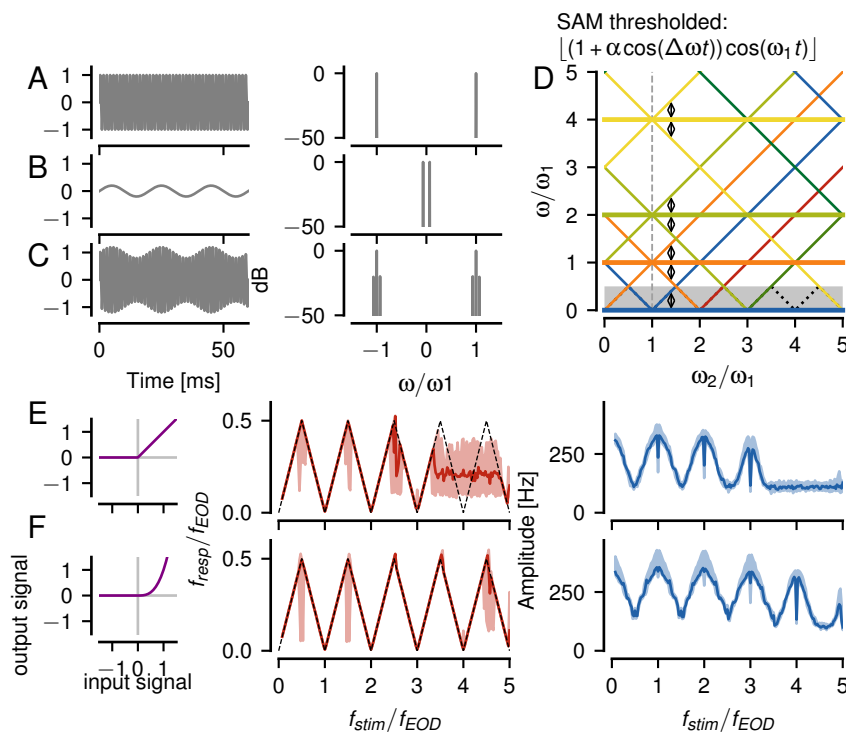 SAM thresholded:
⌊(1 + α cos(Δωt)) cos(ω₁ t)⌋
A
1
0
−1
0
−50
B
1
0
−1
0
−50
C
1
0
−1
dB
0
−50
0
50
Time [ms]
−1
0
1
ω/ω1
D
5
4
3
2
1
0
ω/ω₁
0
1
2
3
4
5
ω₂/ω₁
E
1
0
−1
0.5
0.0
250
F
1
0
−1
output signal
−1 0 1
input signal
f_resp/f_EOD
0.5
0.0
0
1
2
3
4
5
f_stim/f_EOD
Amplitude [Hz]
250
0
1
2
3
4
5
f_stim/f_EOD